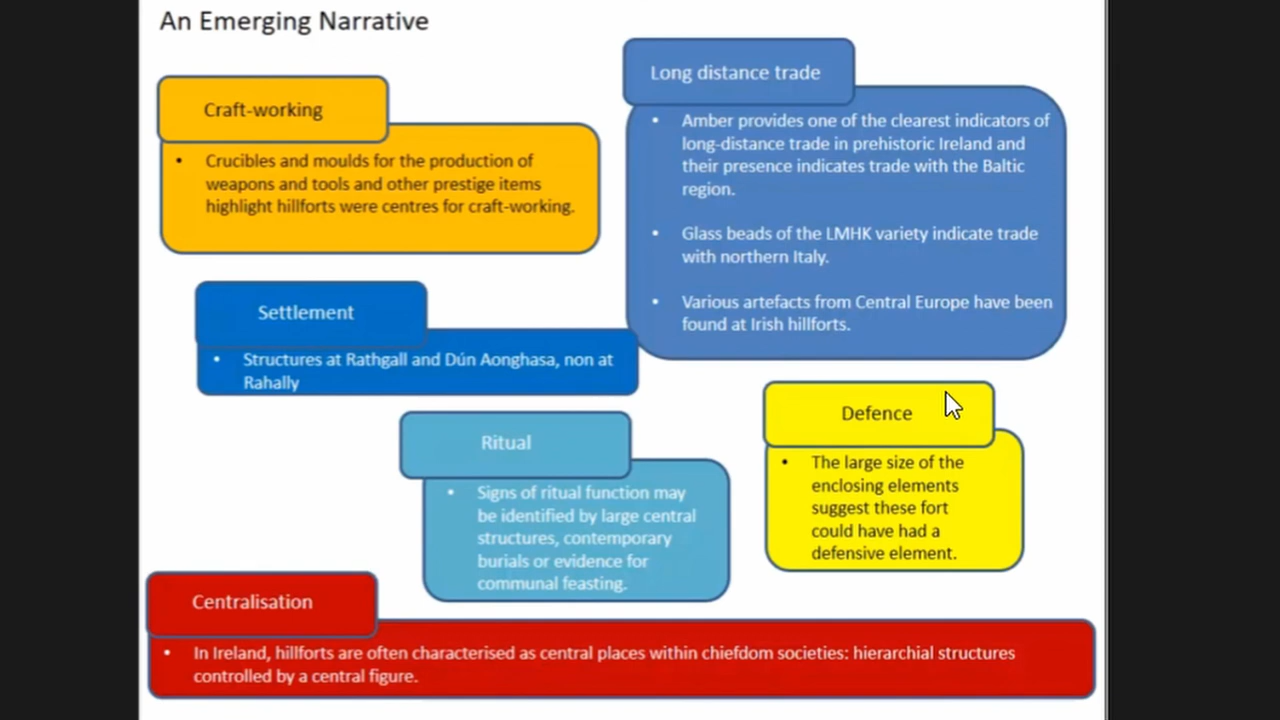 An Emerging Narrative
Craft-working
Crucibles and moulds for the production of
weapons and tools and other prestige items
highlight hillforts were centres for craft-working.
Long distance trade
Amber provides one of the clearest indicators of
long-distance trade in prehistoric Ireland and
their presence indicates trade with the Baltic
region.
Glass beads of the LMHK variety indicate trade
with northern Italy.
Various artefacts from Central Europe have been
found at Irish hillforts.
Settlement
Structures at Rathgall and Dún Aonghasa, non at
Rahally
Ritual
Signs of ritual function may
be identified by large central
structures, contemporary
burials or evidence for
communal feasting.
Defence
The large size of the
enclosing elements
suggest these fort
could have had a
defensive element.
Centralisation
In Ireland, hillforts are often characterised as central places within chiefdom societies: hierarchial structures
controlled by a central figure.